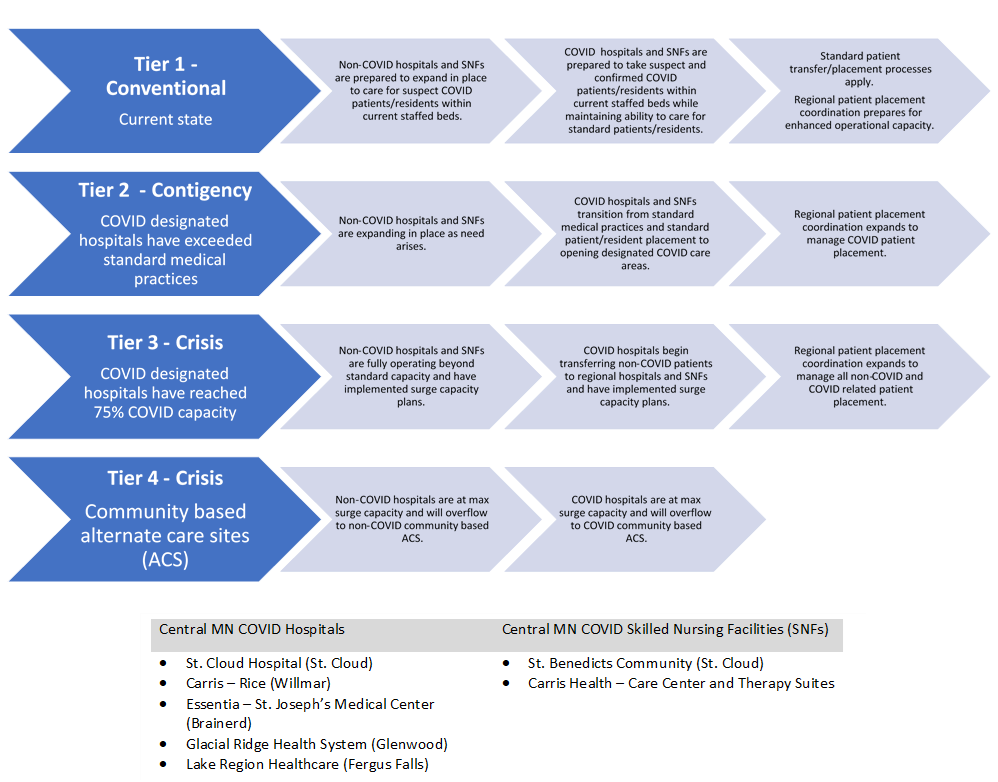 Tier 1 -
Conventional
Current state
Non-COVID hospitals and SNFs
are prepared to expand in place
to care for suspect COVID
patients/residents within
current staffed beds.
COVID  hospitals and SNFs are
prepared to take suspect and
confirmed COVID
patients/residents within
current staffed beds while
maintaining ability to care for
standard patients/residents.
Standard patient
transfer/placement processes
apply.
Regional patient placement
coordination prepares for
enhanced operational capacity.
Tier 2  - Contigency
COVID designated
hospitals have exceeded
standard medical
practices
Non-COVID hospitals and SNFs
are expanding in place as need
arises.
COVID hospitals and SNFs
transition from standard
medical practices and standard
patient/resident placement to
opening designated COVID care
areas.
Regional patient placement
coordination expands to
manage COVID patient
placement.
Tier 3 - Crisis
COVID designated
hospitals have reached
75% COVID capacity
Non-COVID hospitals and SNFs
are fully operating beyond
standard capacity and have
implemented surge capacity
plans.
COVID hospitals begin
transferring non-COVID patients
to regional hospitals and SNFs
and have implemented surge
capacity plans.
Regional patient placement
coordination expands to
manage all non-COVID and
COVID related patient
placement.
Tier 4 - Crisis
Community based
alternate care sites
(ACS)
Non-COVID hospitals are at max
surge capacity and will overflow
to non-COVID community based
ACS.
COVID hospitals are at max
surge capacity and will overflow
to COVID community based
ACS.
Central MN COVID Hospitals
• St. Cloud Hospital (St. Cloud)
• Carris – Rice (Willmar)
• Essentia – St. Joseph's Medical Center
(Brainerd)
• Glacial Ridge Health System (Glenwood)
• Lake Region Healthcare (Fergus Falls)
Central MN COVID Skilled Nursing Facilities (SNFs)
• St. Benedicts Community (St. Cloud)
• Carris Health – Care Center and Therapy Suites